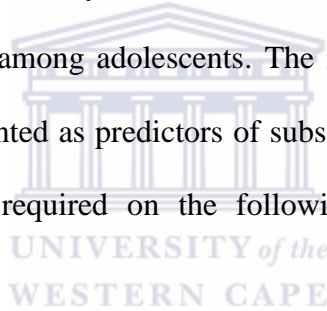 among adolescents. The
nted as predictors of subs
required on the followi
UNIVERSITY of the
WESTERN CAPE